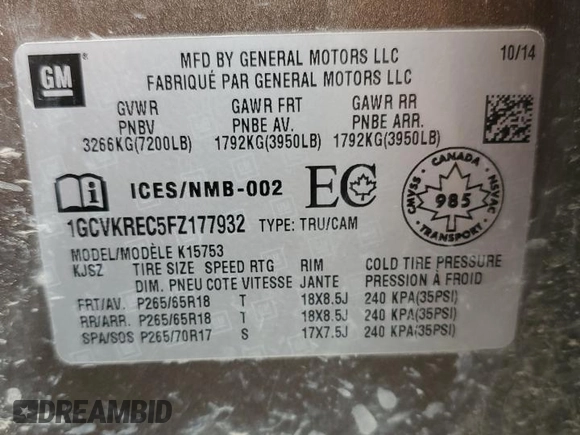 GM
MFD BY GENERAL MOTORS LLC
10/14
FABRIQUÉ PAR GENERAL MOTORS LLC
GVWR GAWR FRT GAWR RR
PNBV PNBE AV. PNBE ARR.
3266KG(7200LB) 1792KG(3950LB) 1792KG(3950LB)
i ICES/NMB-002 EC
CANADA CMVSS NSVAC 985 TRANSPORT
1GCVKREC5FZ177932 TYPE: TRU/CAM
MODEL/MODÈLE K15753
KJSZ TIRE SIZE SPEED RTG RIM COLD TIRE PRESSURE
DIM. PNEU COTE VITESSE JANTE PRESSION À FROID
FRT/AV. P265/65R18 T 18X8.5J 240 KPA(35PSI)
RR/ARR. P265/65R18 T 18X8.5J 240 KPA(35PSI)
SPA/SOS P265/70R17 S 17X7.5J 240 KPA(35PSI)
DREAMBID